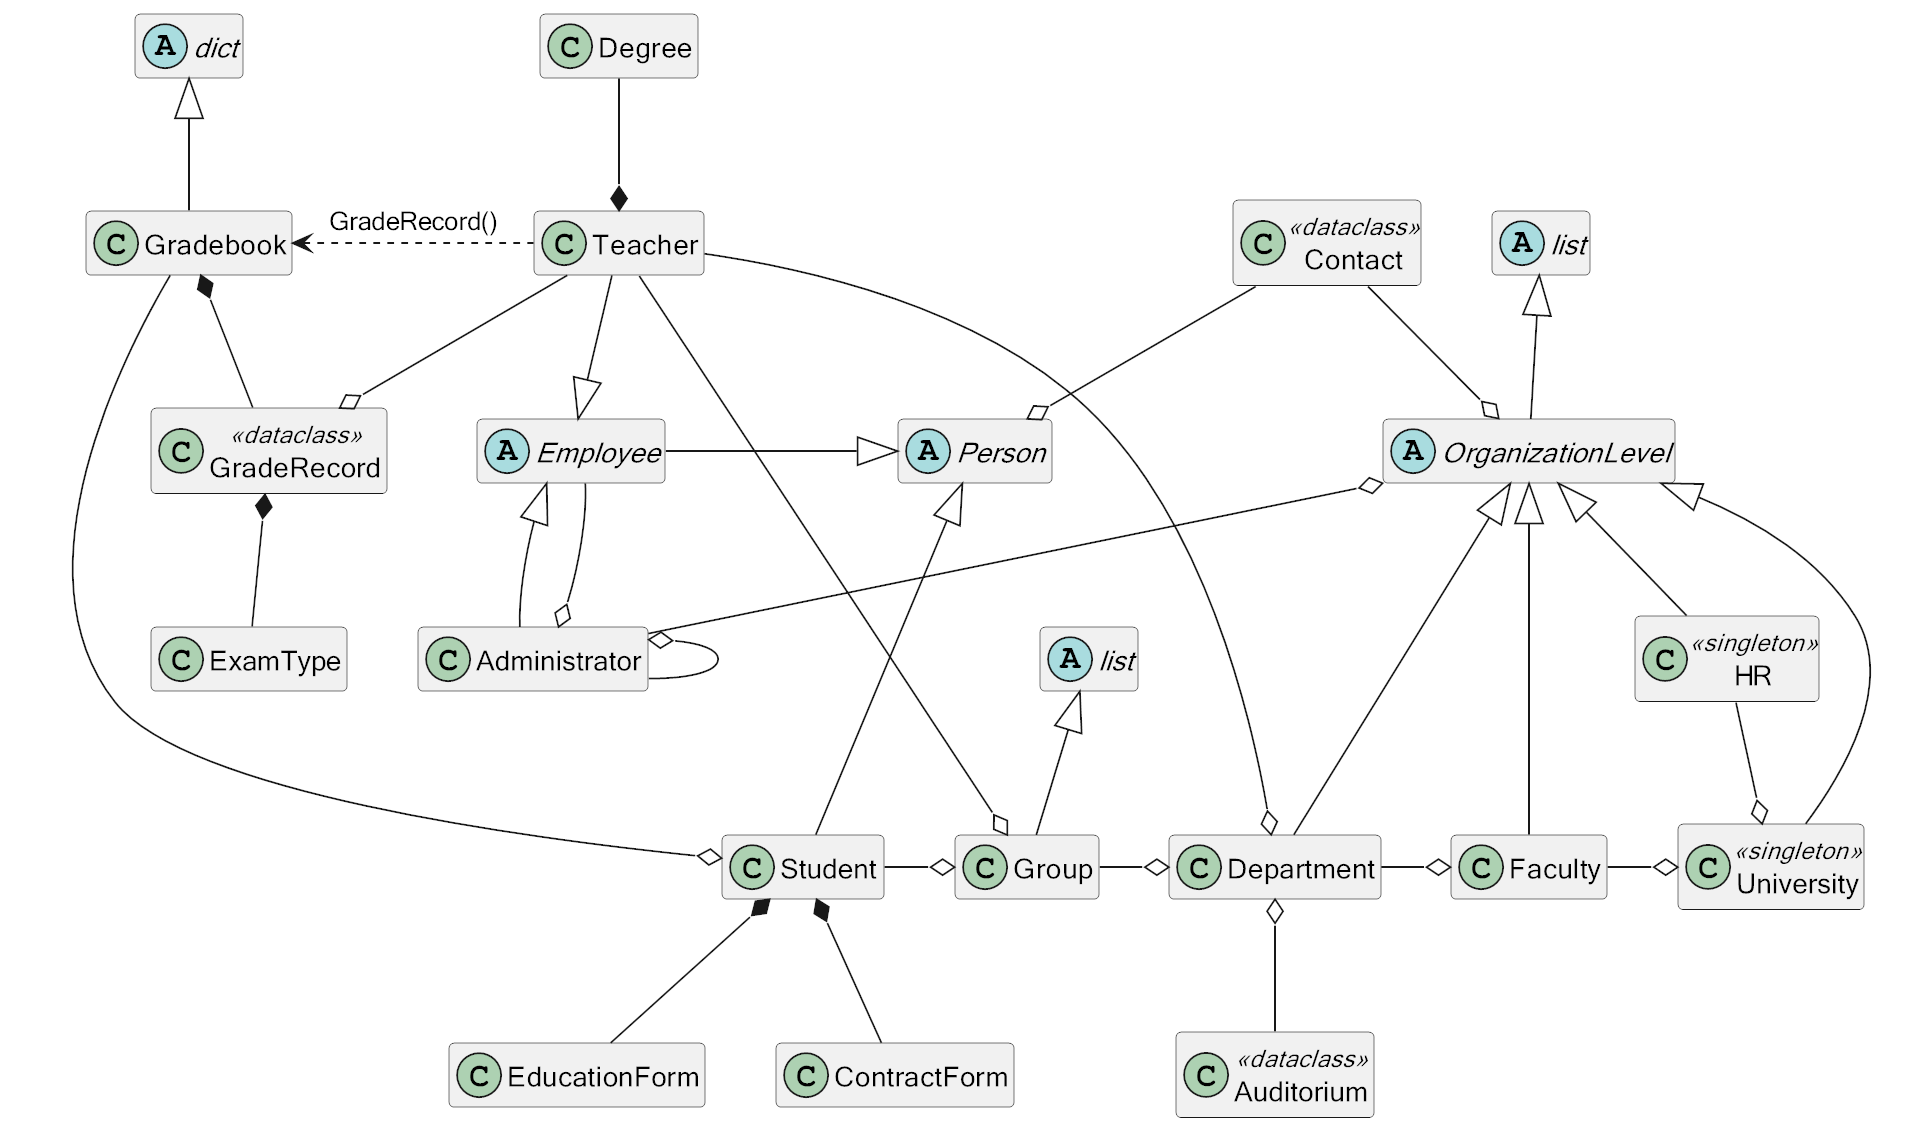 A dict
C Degree
C Gradebook
GradeRecord()
C Teacher
C «dataclass»
Contact
A list
C «dataclass»
GradeRecord
A Employee
A Person
A OrganizationLevel
C ExamType
C Administrator
A list
C «singleton»
HR
C Student
C Group
C Department
C Faculty
C «singleton»
University
C EducationForm
C ContractForm
C «dataclass»
Auditorium